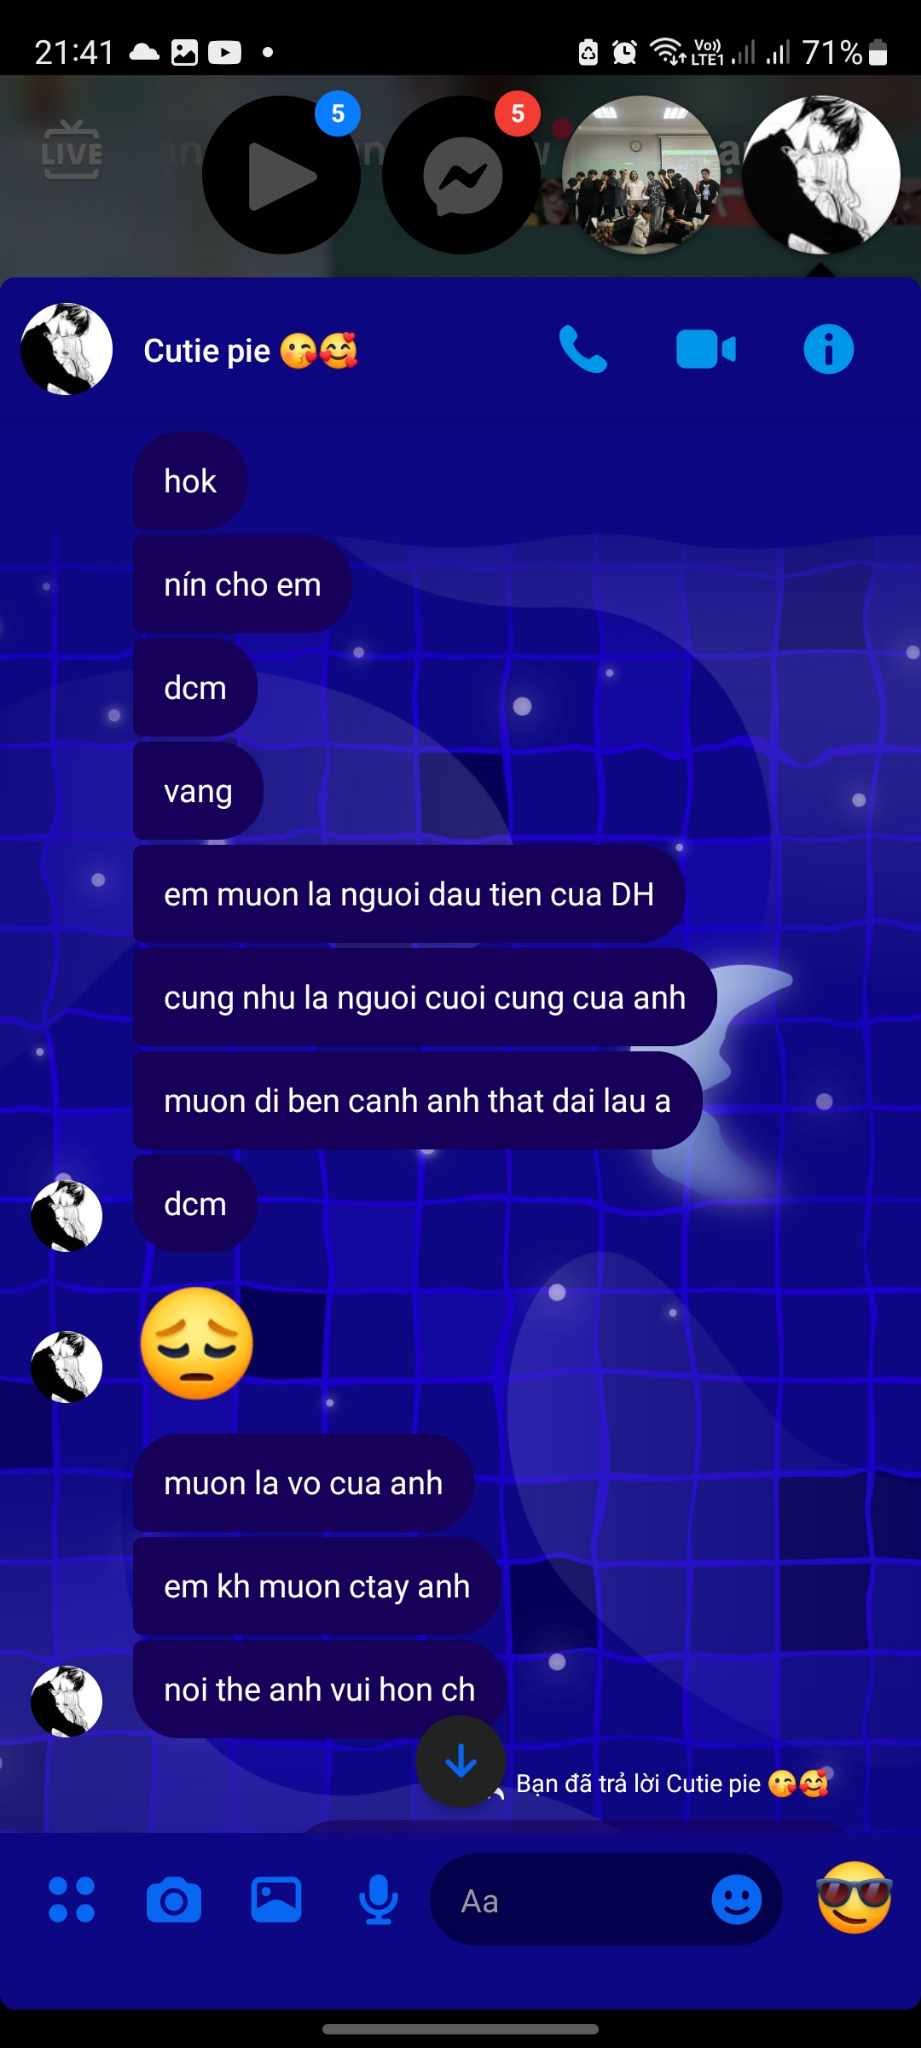 21:41
Vo))
LTE1
71%
LIVE
5
5
Cutie pie 😘🥰
hok
nín cho em
dcm
vang
em muon la nguoi dau tien cua DH
cung nhu la nguoi cuoi cung cua anh
muon di ben canh anh that dai lau a
dcm
😔
muon la vo cua anh
em kh muon ctay anh
noi the anh vui hon ch
Bạn đã trả lời Cutie pie 😘🥰
Aa